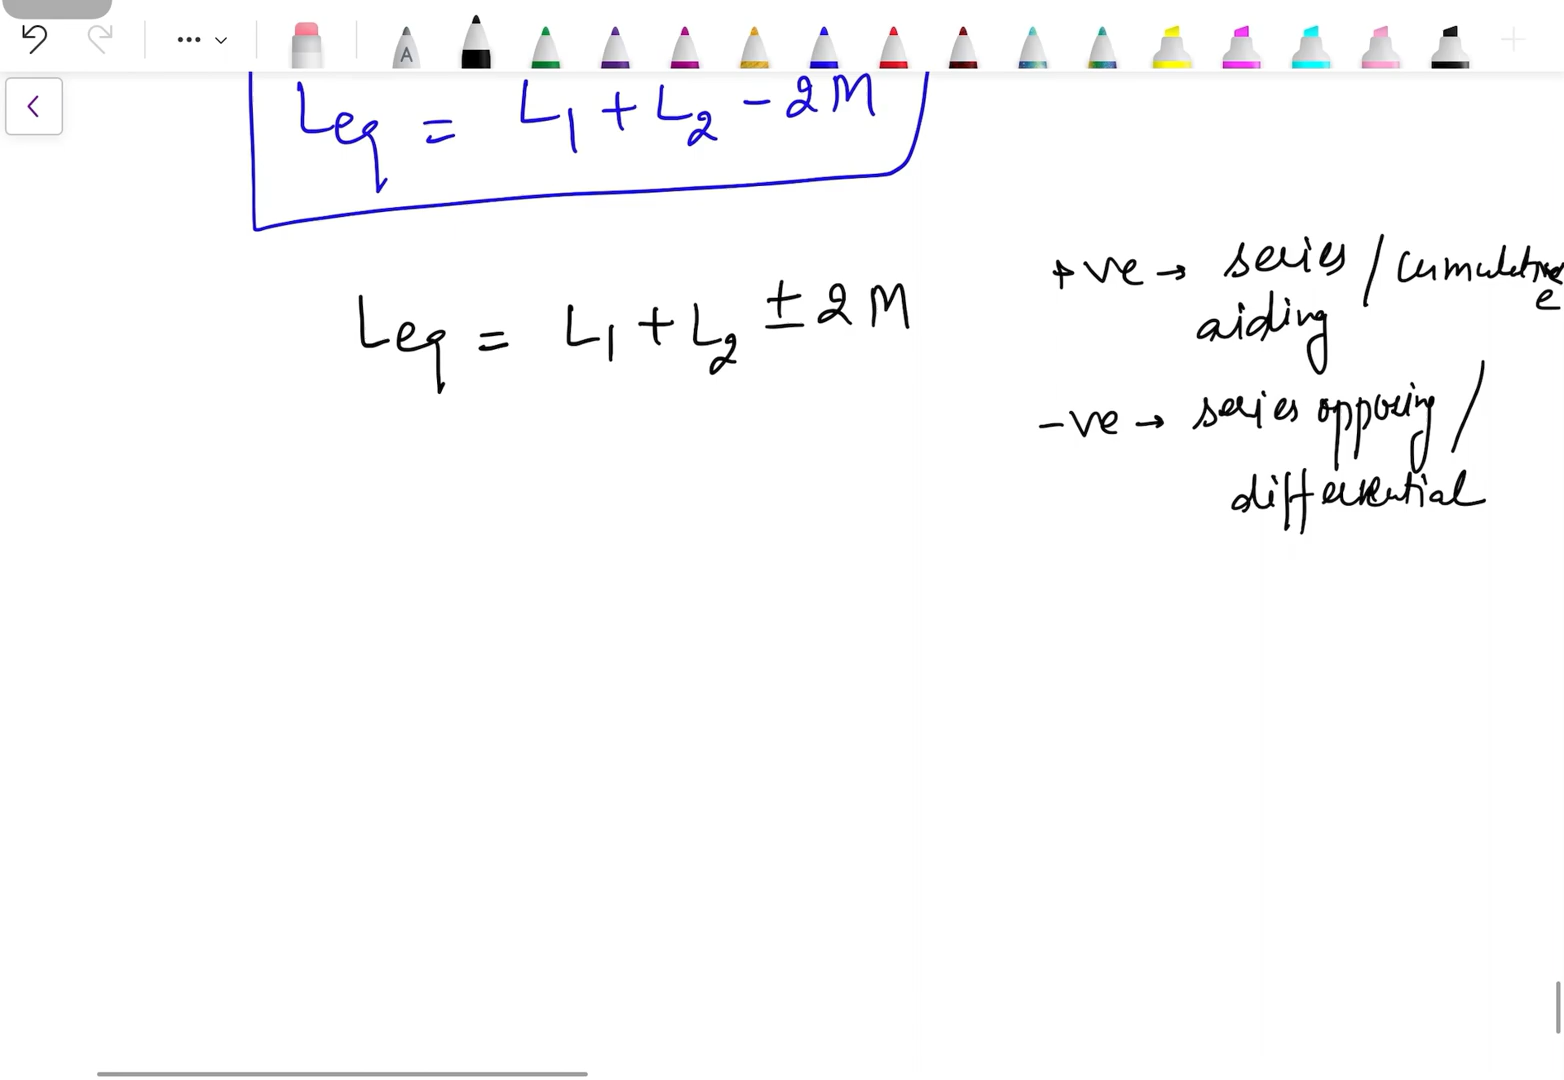 Leq = L1 + L2 - 2M
Leq = L1 + L2 ± 2M
+ve → series / cumulative
aiding
-ve → series opposing /
differential
A